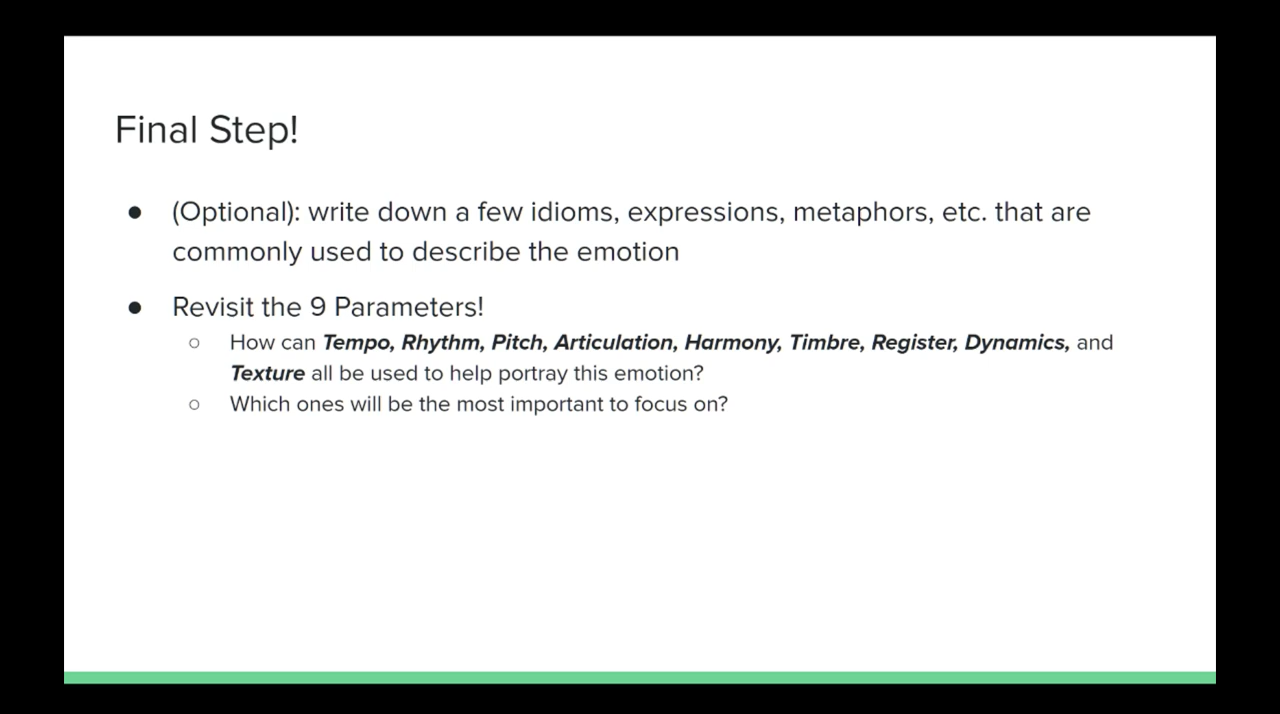 Final Step!
● (Optional): write down a few idioms, expressions, metaphors, etc. that are
commonly used to describe the emotion
● Revisit the 9 Parameters!
○ How can Tempo, Rhythm, Pitch, Articulation, Harmony, Timbre, Register, Dynamics, and
Texture all be used to help portray this emotion?
○ Which ones will be the most important to focus on?